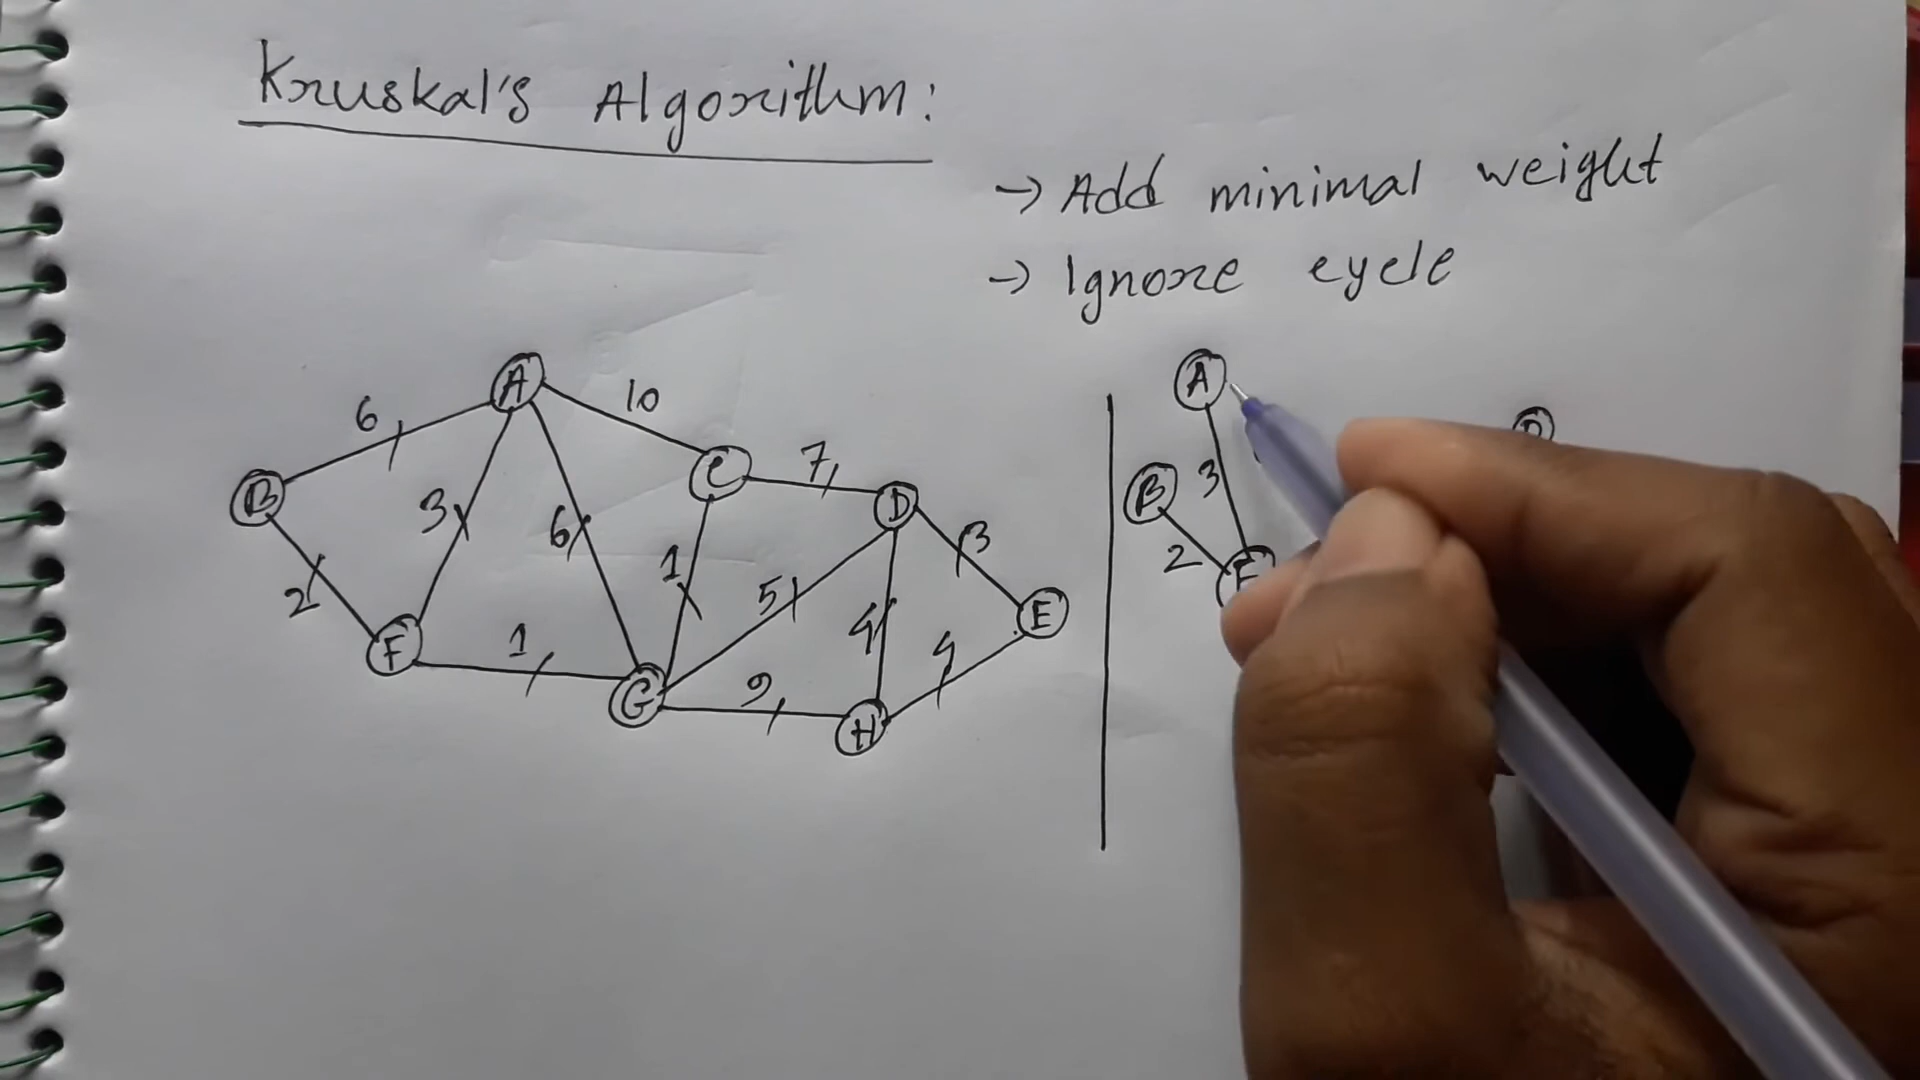 Kruskal's Algorithm:
→ Add minimal weight
→ Ignore cycle
A
10
6
B
C
7
D
3
6
3
1
5
4
E
2
F
1
G
9
4
H
A
B
3
2
F
D